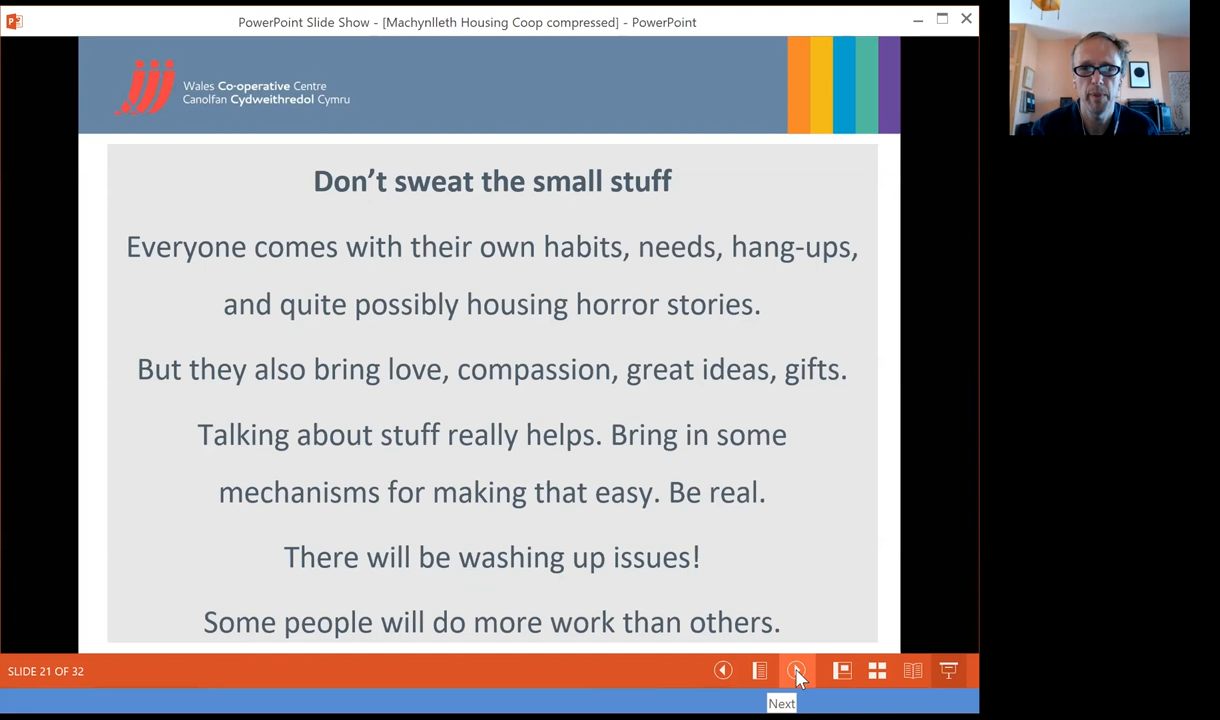 PowerPoint Slide Show - [Machynlleth Housing Coop compressed] - PowerPoint
Wales Co-operative Centre
Canolfan Cydweithredol Cymru
Don't sweat the small stuff
Everyone comes with their own habits, needs, hang-ups,
and quite possibly housing horror stories.
But they also bring love, compassion, great ideas, gifts.
Talking about stuff really helps. Bring in some
mechanisms for making that easy. Be real.
There will be washing up issues!
Some people will do more work than others.
SLIDE 21 OF 32
Next